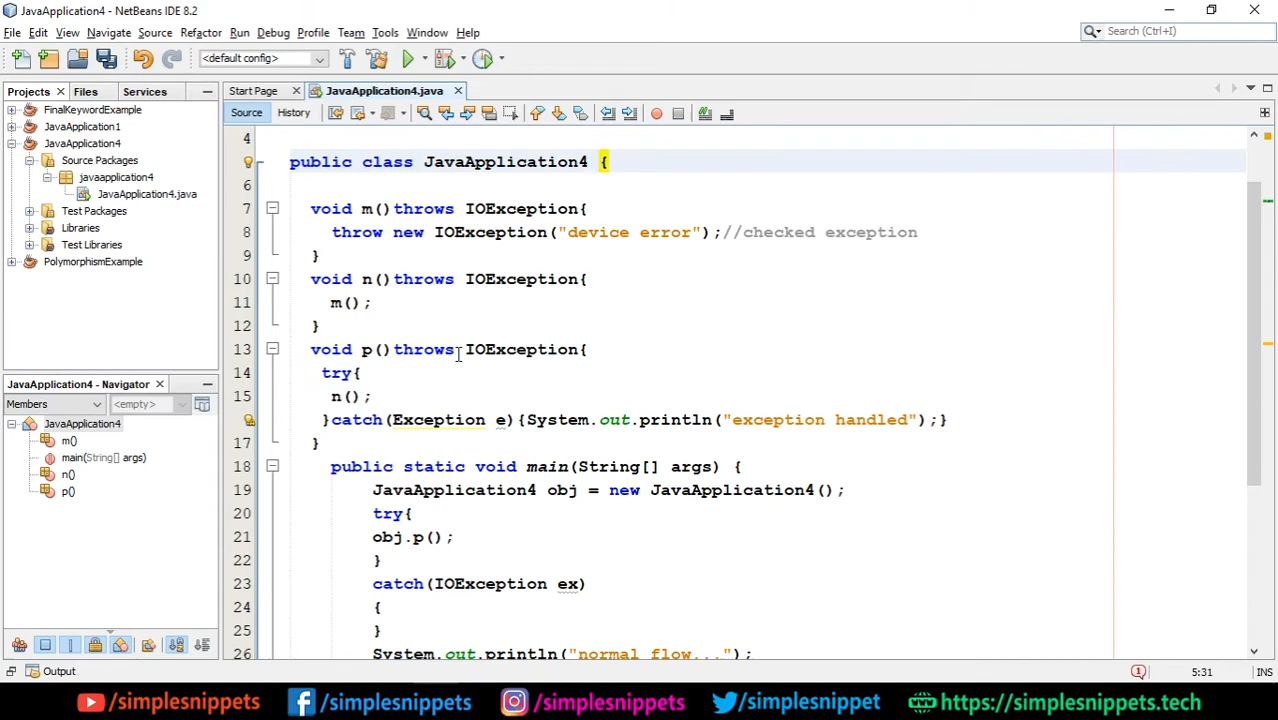 JavaApplication4 - NetBeans IDE 8.2
File Edit View Navigate Source Refactor Run Debug Profile Team Tools Window Help
Search (Ctrl+I)
<default config>
Projects Files Services
Start Page JavaApplication4.java
Source History
FinalKeywordExample
JavaApplication1
JavaApplication4
Source Packages
javaapplication4
JavaApplication4.java
Test Packages
Libraries
Test Libraries
PolymorphismExample
JavaApplication4 - Navigator
Members <empty>
JavaApplication4
m()
main(String[] args)
n()
p()
4
public class JavaApplication4 {
6
7 void m()throws IOException{
8 throw new IOException("device error");//checked exception
9 }
10 void n()throws IOException{
11 m();
12 }
13 void p()throws IOException{
14 try{
15 n();
}catch(Exception e){System.out.println("exception handled");}
17 }
18 public static void main(String[] args) {
19 JavaApplication4 obj = new JavaApplication4();
20 try{
21 obj.p();
22 }
23 catch(IOException ex)
24 {
25 }
26 System.out.println("normal flow...");
Output
1
5:31 INS
/simplesnippets /simplesnippets /simplesnippets /simplesnippets https://simplesnippets.tech